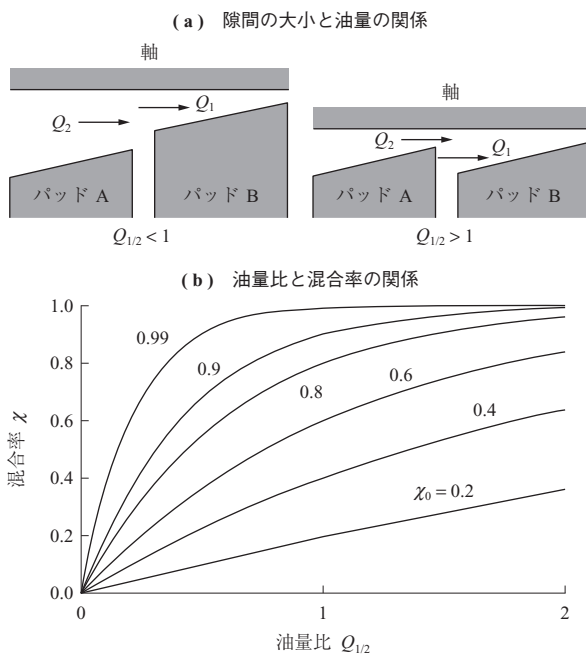 (a) 隙間の大小と油量の関係
軸
Q2
Q1
パッド A
パッド B
Q1/2 < 1
軸
Q2
Q1
パッド A
パッド B
Q1/2 > 1
(b) 油量比と混合率の関係
1.0
0.8
0.6
0.4
0.2
0.0
混合率 χ
0.99
0.9
0.8
0.6
0.4
χ0 = 0.2
0
1
2
油量比 Q1/2